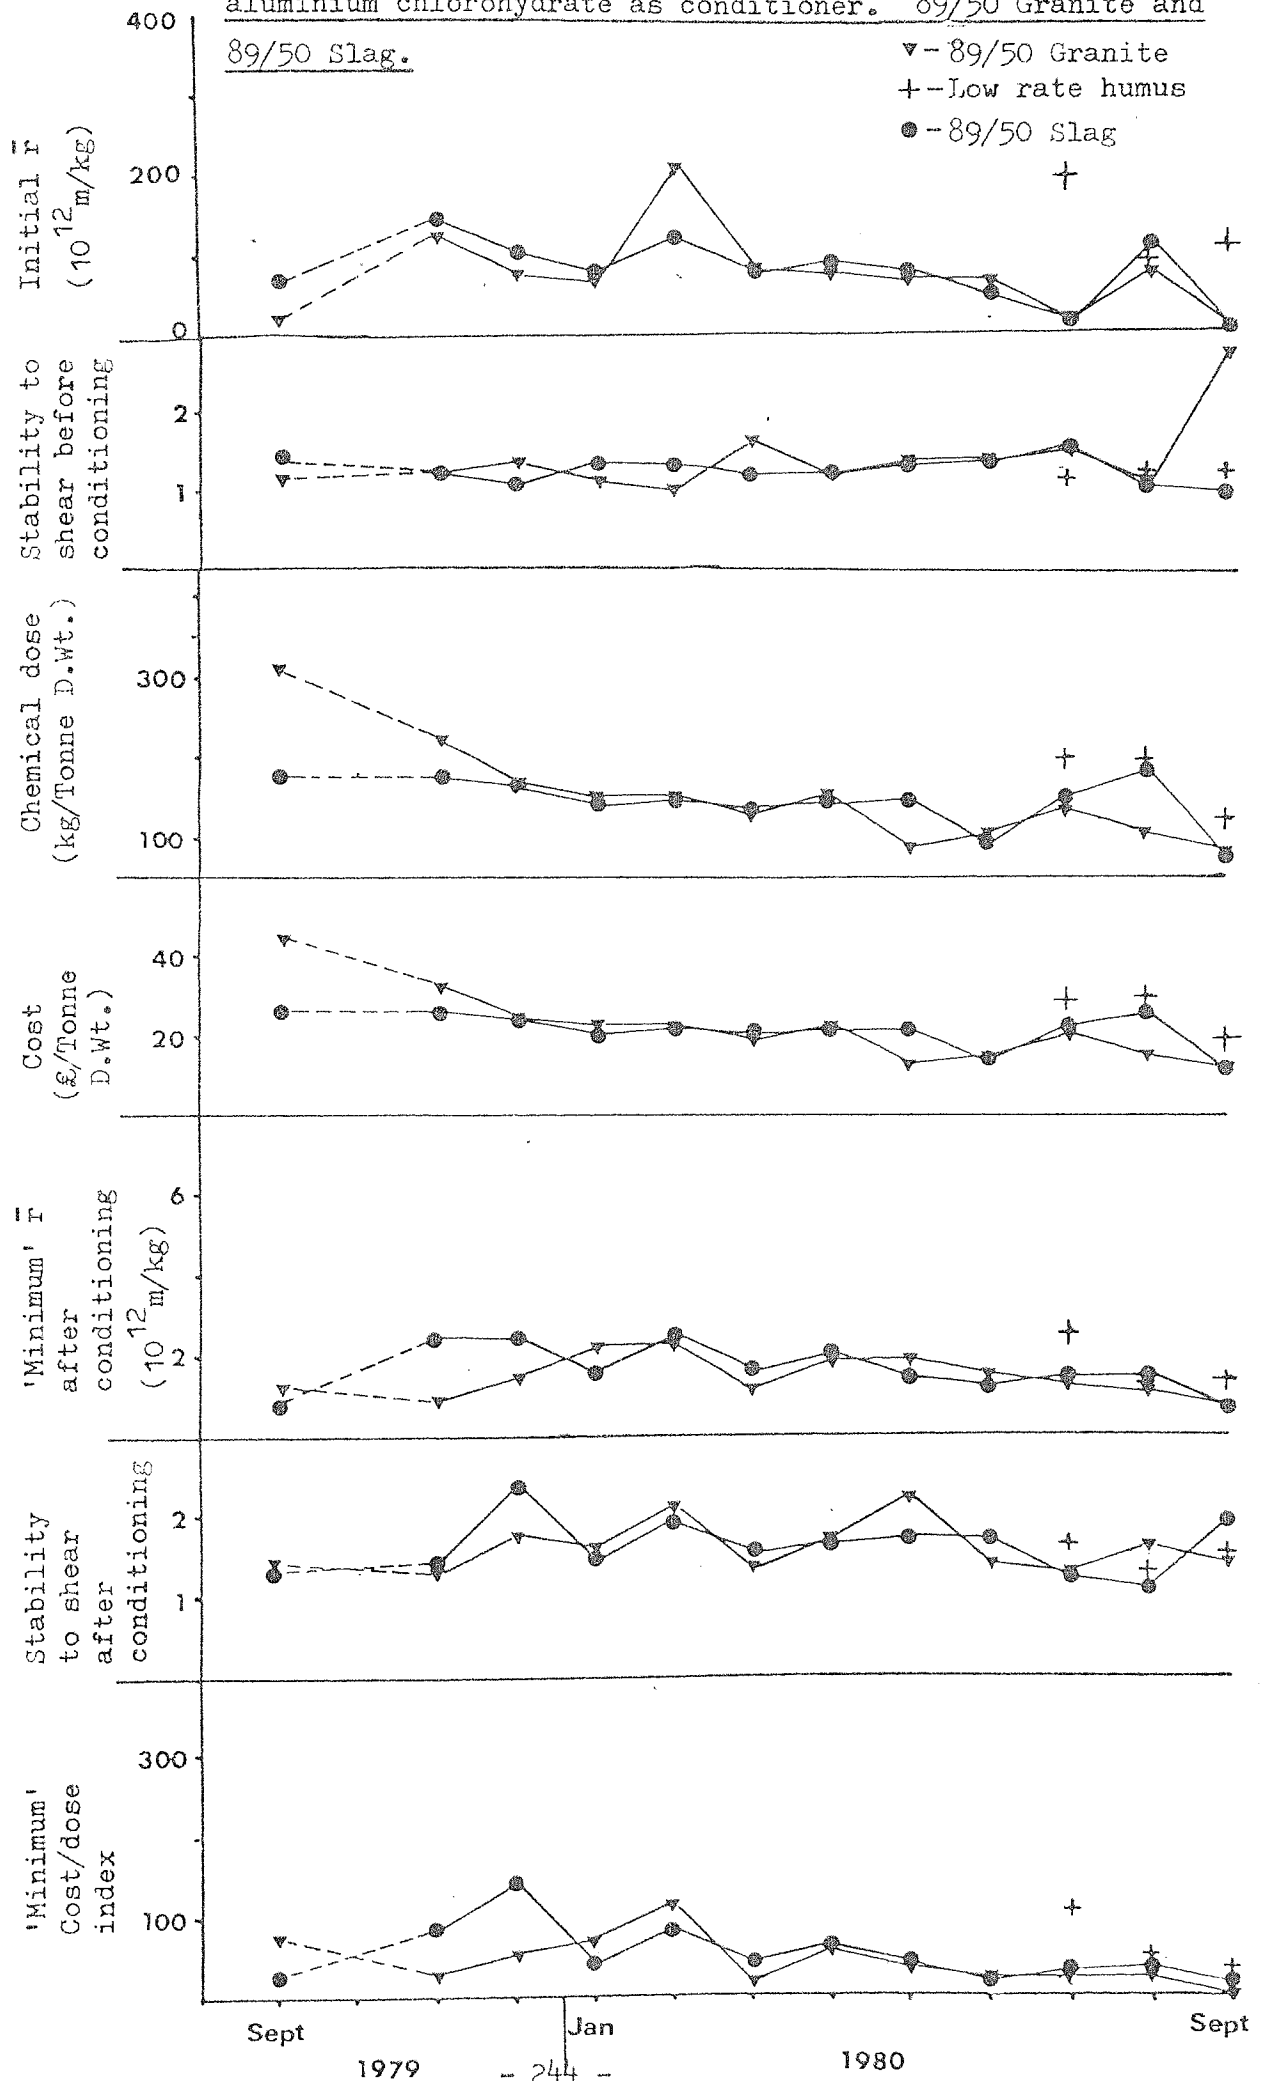 aluminium chlorohydrate as conditioner. 89/50 Granite and
89/50 Slag.
▼ - 89/50 Granite
+ - Low rate humus
● - 89/50 Slag
400
200
0
Initial r̄
(10¹² m/kg)
2
1
Stability to
shear before
conditioning
300
100
Chemical dose
(kg/Tonne D.Wt.)
40
20
Cost
(£/Tonne
D.Wt.)
6
2
'Minimum' r̄
after
conditioning
(10¹² m/kg)
2
1
Stability
to shear
after
conditioning
300
100
'Minimum'
Cost/dose
index
Sept
Jan
Sept
1979
1980
- 244 -